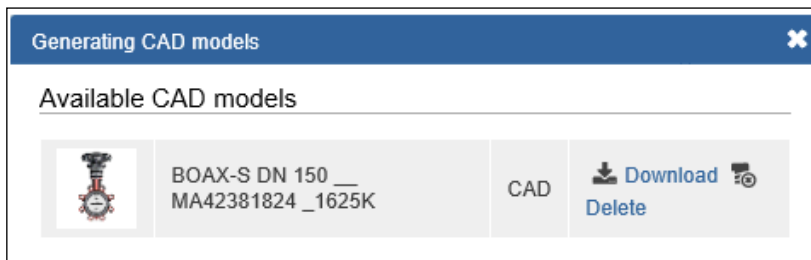 Generating CAD models
Available CAD models
BOAX-S DN 150 __
MA42381824 _1625K
CAD
Download
Delete